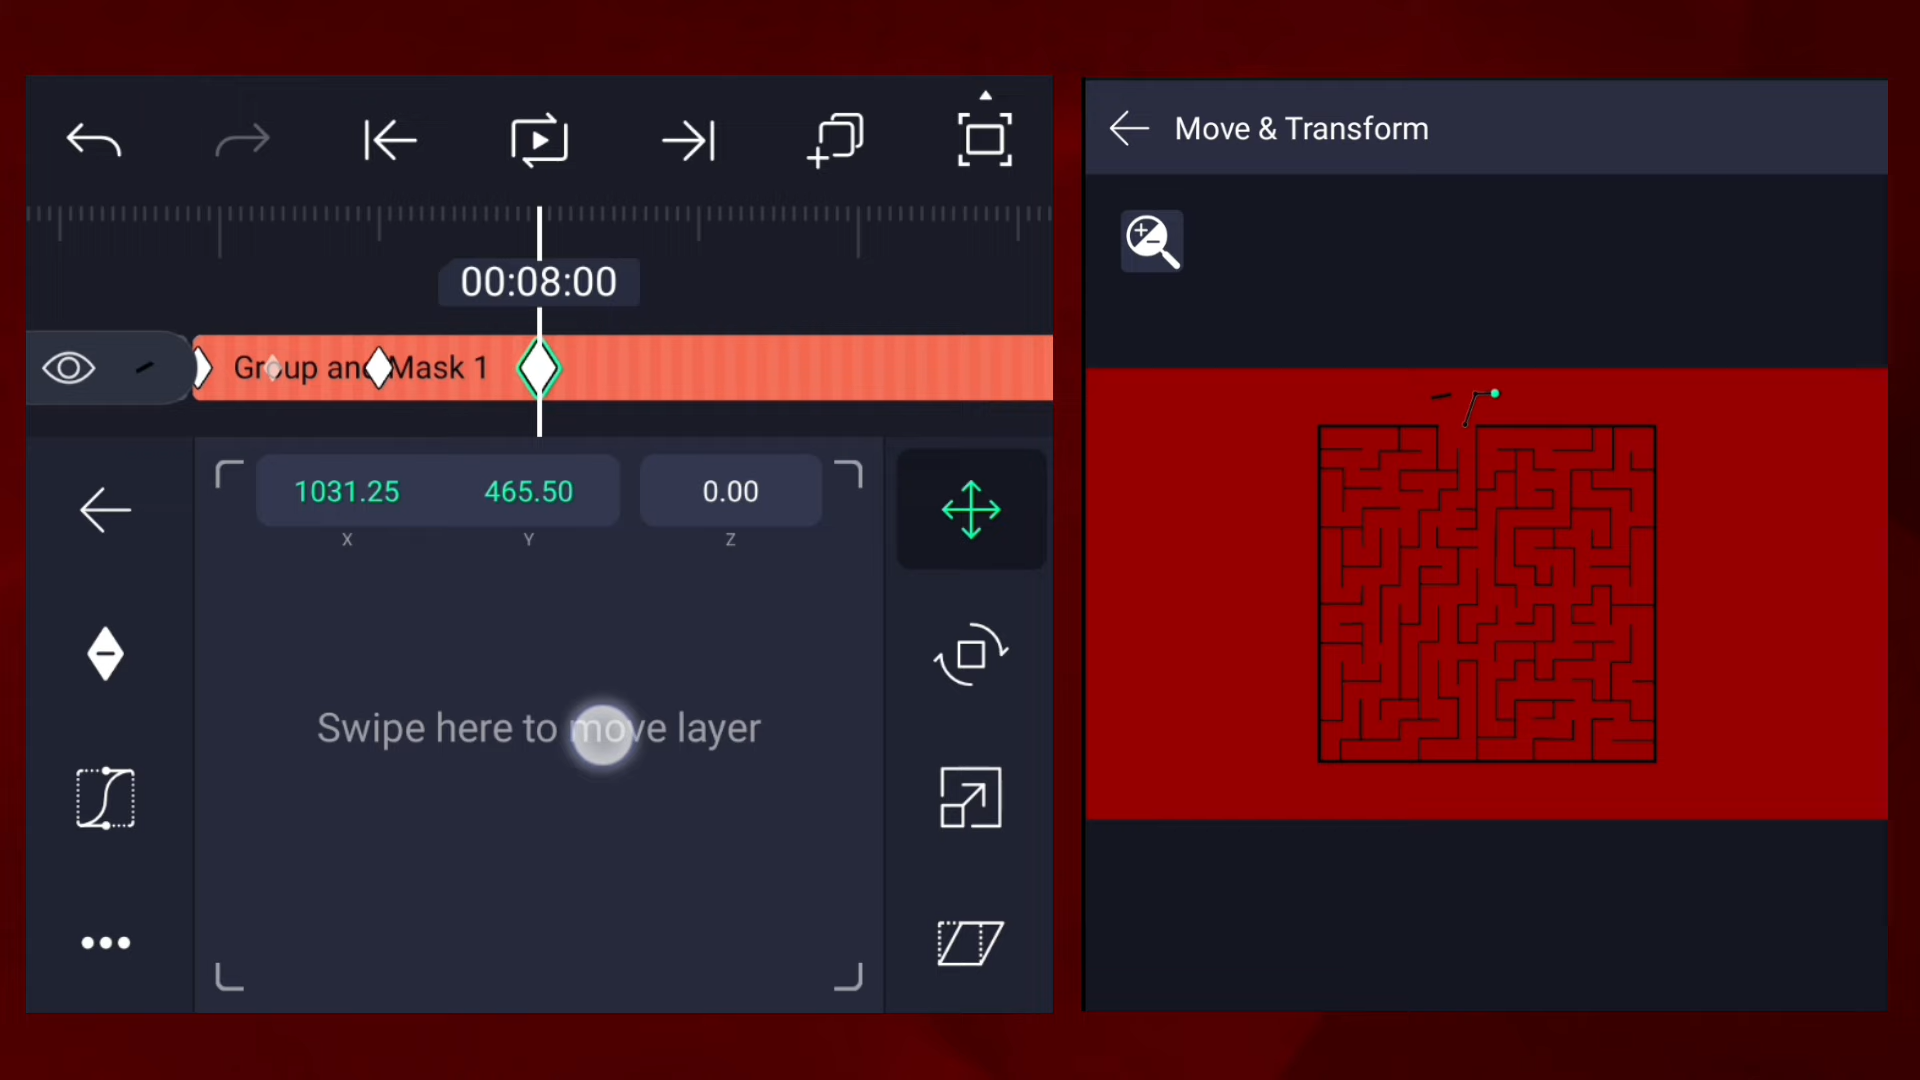 00:08:00
Group and Mask 1
1031.25 465.50 0.00
X Y Z
Swipe here to move layer
Move & Transform